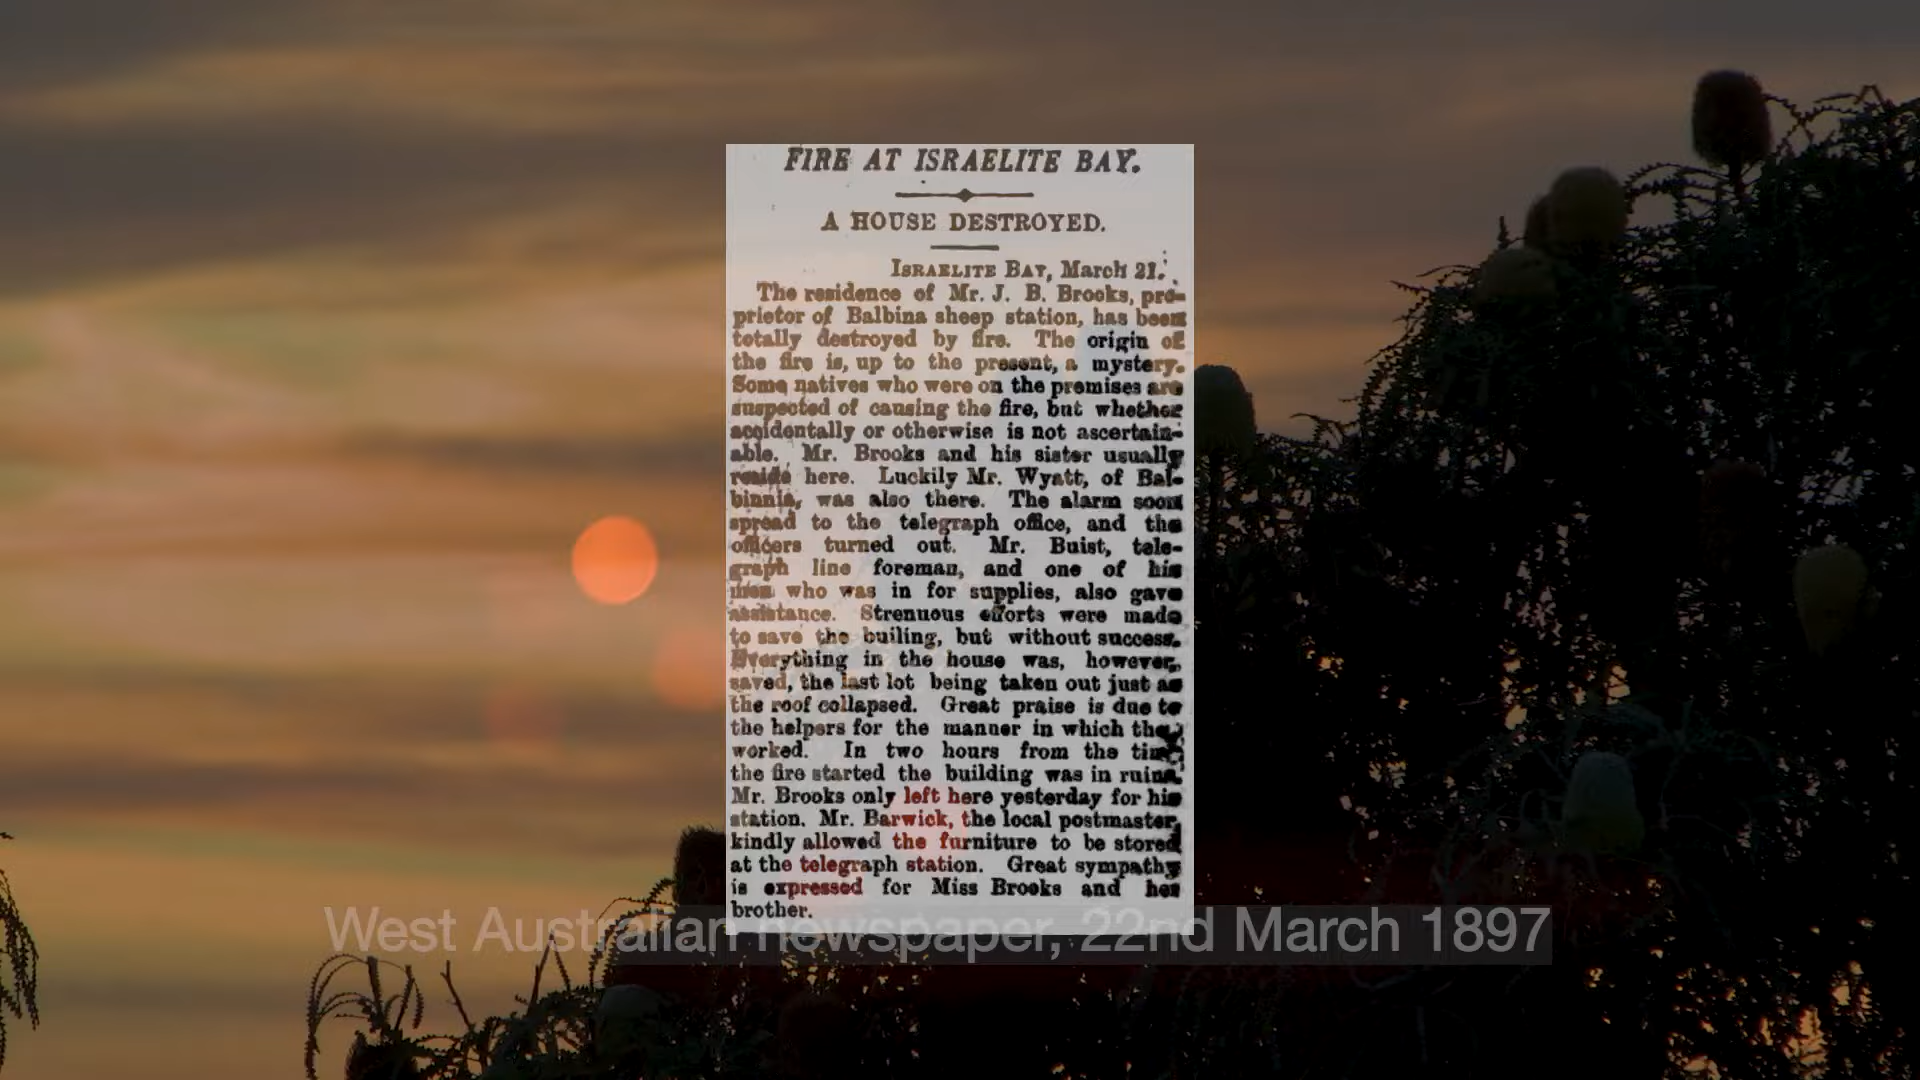 FIRE AT ISRAELITE BAY.
A HOUSE DESTROYED.
ISRAELITE BAY, March 21.
The residence of Mr. J. B. Brooks, pro-
prietor of Balbina sheep station, has been
totally destroyed by fire. The origin of
the fire is, up to the present, a mystery.
Some natives who were on the premises are
suspected of causing the fire, but whether
accidentally or otherwise is not ascertain-
able. Mr. Brooks and his sister usually
reside here. Luckily Mr. Wyatt, of Bal-
binnia, was also there. The alarm soon
spread to the telegraph office, and the
officers turned out. Mr. Buist, tele-
graph line foreman, and one of his
men who was in for supplies, also gave
assistance. Strenuous efforts were made
to save the builing, but without success.
Everything in the house was, however,
saved, the last lot being taken out just as
the roof collapsed. Great praise is due to
the helpers for the manner in which they
worked. In two hours from the time
the fire started the building was in ruins.
Mr. Brooks only left here yesterday for his
station. Mr. Barwick, the local postmaster,
kindly allowed the furniture to be stored
at the telegraph station. Great sympathy
is expressed for Miss Brooks and her
brother.
West Australian newspaper, 22nd March 1897